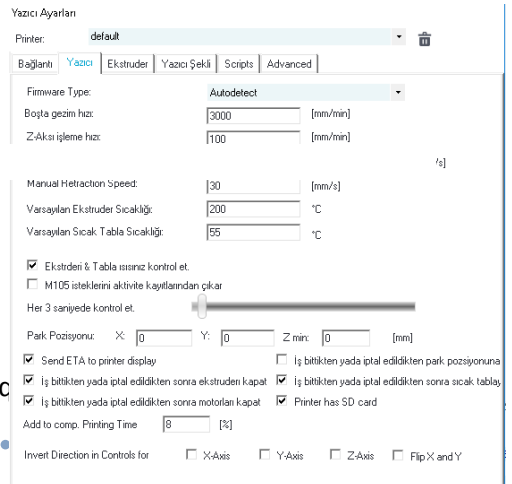 Yazıcı Ayarları
Printer: default
Bağlantı Yazıcı Ekstruder Yazıcı Şekli Scripts Advanced
Firmware Type: Autodetect
Boşta gezim hızı: 3000 [mm/min]
Z-Aksı işleme hızı: 100 [mm/min]
/s]
Manual Retraction Speed: 30 [mm/s]
Varsayılan Ekstruder Sıcaklığı: 200 °C
Varsayılan Sıcak Tabla Sıcaklığı: 55 °C
Ekstrderi & Tabla ısısınız kontrol et.
M105 isteklerini aktivite kayıtlarından çıkar
Her 3 saniyede kontrol et.
Park Pozisyonu: X: 0 Y: 0 Z min: 0 [mm]
Send ETA to printer display İş bittikten yada iptal edildikten park pozsiyonuna
İş bittikten yada iptal edildikten sonra ekstruderı kapat İş bittikten yada iptal edildikten sonra sıcak tablay
İş bittikten yada iptal edildikten sonra motorları kapat Printer has SD card
Add to comp. Printing Time 8 [%]
Invert Direction in Controls for X-Axis Y-Axis Z-Axis Flip X and Y